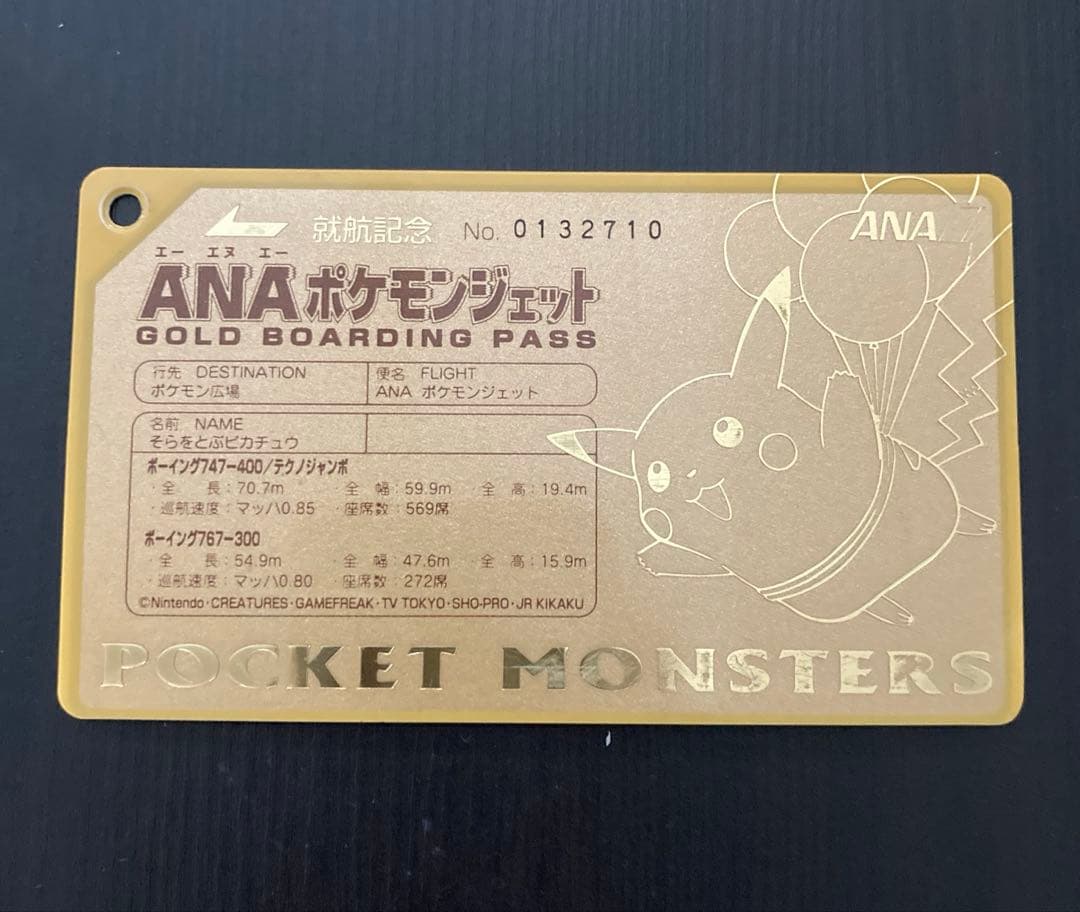 就航記念 No. 0132710
ANA
エー エヌ エー
ANAポケモンジェット
GOLD BOARDING PASS
行先 DESTINATION 便名 FLIGHT
ポケモン広場 ANA ポケモンジェット
名前 NAME
そらをとぶピカチュウ
ボーイング747-400/テクノジャンボ
・全 長:70.7m ・全 幅:59.9m ・全 高:19.4m
・巡航速度:マッハ0.85 ・座席数:569席
ボーイング767-300
・全 長:54.9m ・全 幅:47.6m ・全 高:15.9m
・巡航速度:マッハ0.80 ・座席数:272席
©Nintendo・CREATURES・GAMEFREAK・TV TOKYO・SHO-PRO・JR KIKAKU
POCKET MONSTERS